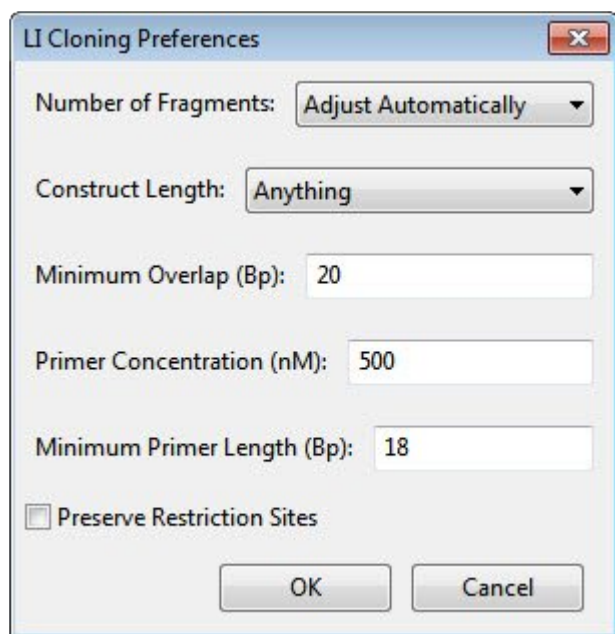 LI Cloning Preferences
Number of Fragments: Adjust Automatically
Construct Length: Anything
Minimum Overlap (Bp): 20
Primer Concentration (nM): 500
Minimum Primer Length (Bp): 18
Preserve Restriction Sites
OK Cancel